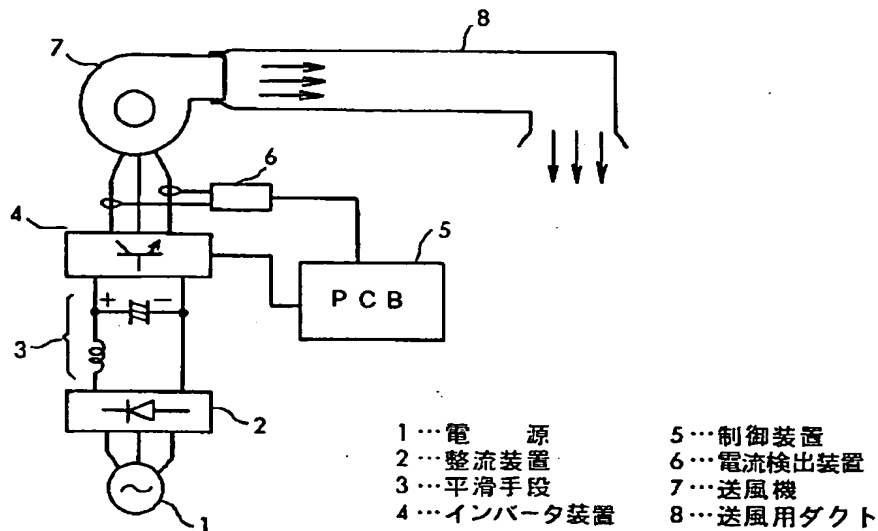 8
7
6
4
5
PCB
+ −
3
2
1
1…電 源
2…整流装置
3…平滑手段
4…インバータ装置
5…制御装置
6…電流検出装置
7…送風機
8…送風用ダクト